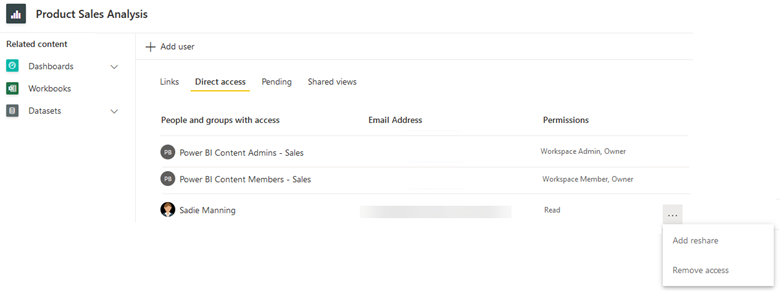 Product Sales Analysis
Related content
Dashboards
Workbooks
Datasets
Add user
Links Direct access Pending Shared views
People and groups with access Email Address Permissions
PB Power BI Content Admins - Sales Workspace Admin, Owner
PB Power BI Content Members - Sales Workspace Member, Owner
Sadie Manning Read ...
Add reshare
Remove access